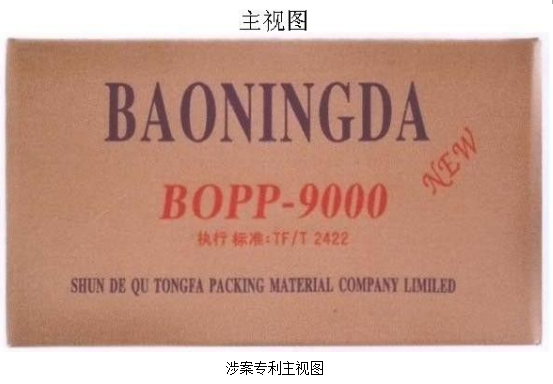 主视图
BAONINGDA
NEW
BOPP-9000
执行标准:TF/T 2422
SHUN DE QU TONGFA PACKING MATERIAL COMPANY LIMILED
涉案专利主视图